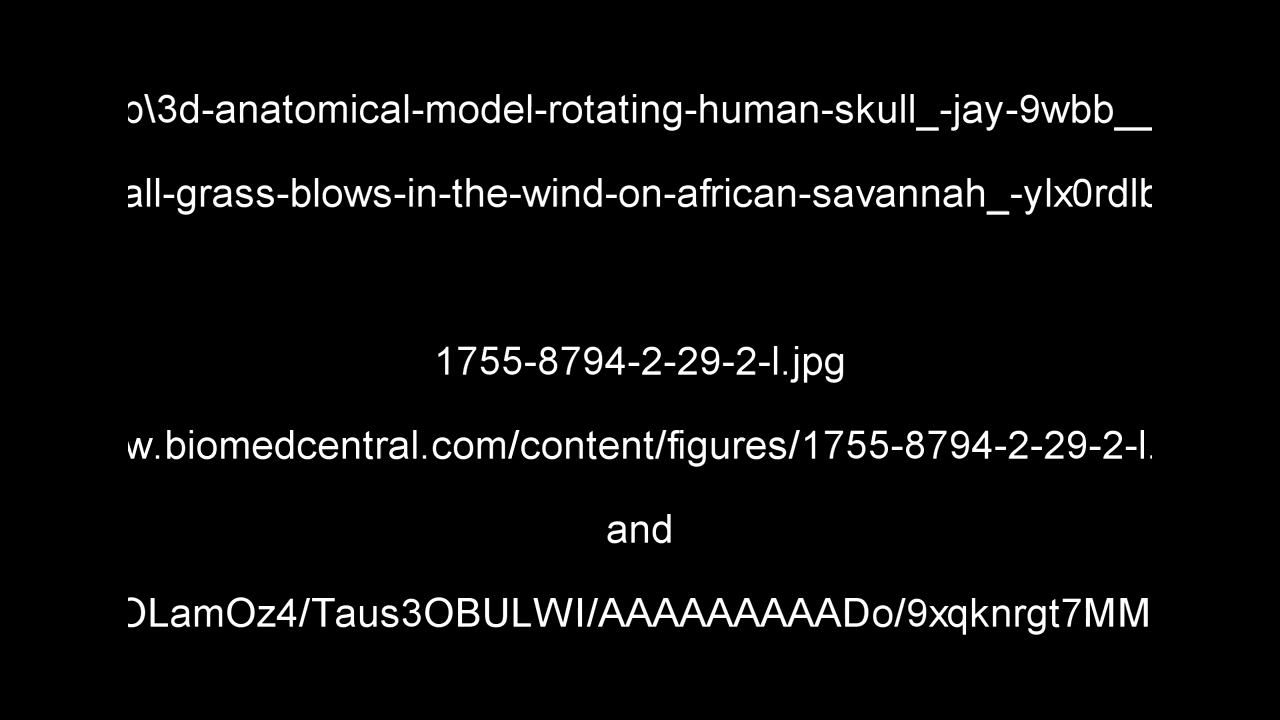 b\3d-anatomical-model-rotating-human-skull_-jay-9wbb__
all-grass-blows-in-the-wind-on-african-savannah_-ylx0rdlb
1755-8794-2-29-2-l.jpg
w.biomedcentral.com/content/figures/1755-8794-2-29-2-l.
and
DLamOz4/Taus3OBULWI/AAAAAAAAADo/9xqknrgt7MM